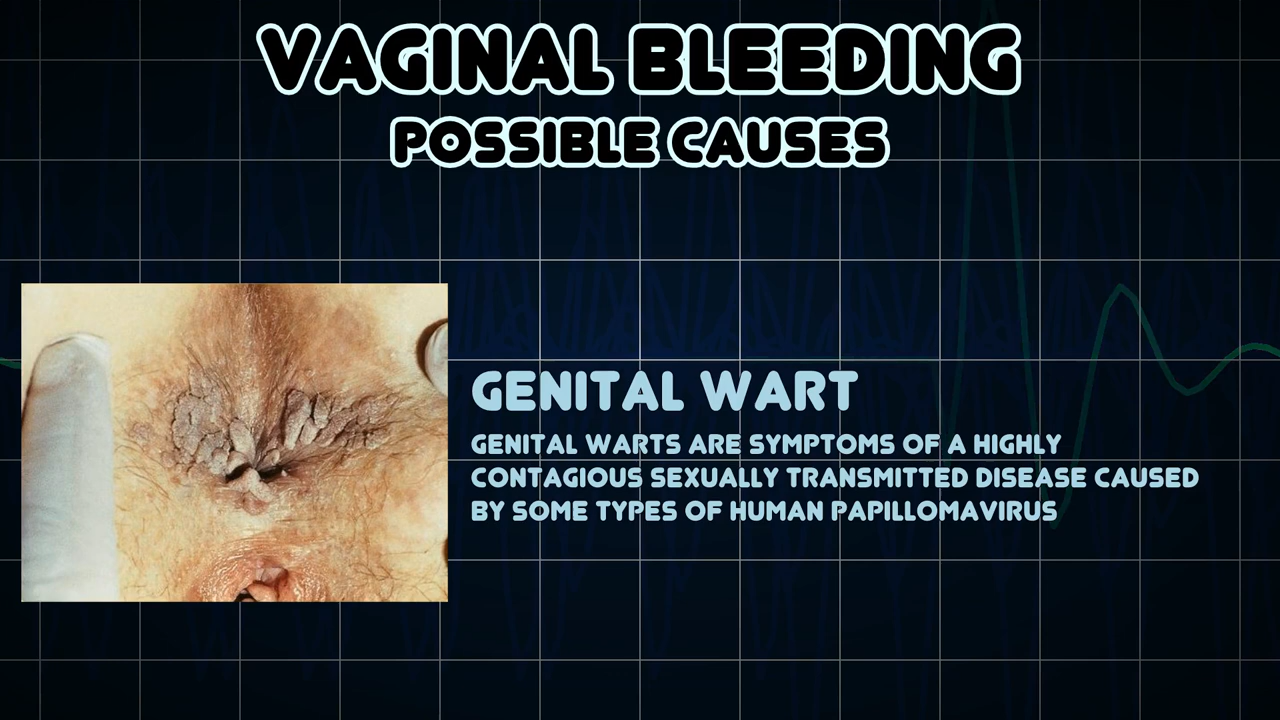 VAGINAL BLEEDING
POSSIBLE CAUSES
GENITAL WART
GENITAL WARTS ARE SYMPTOMS OF A HIGHLY
CONTAGIOUS SEXUALLY TRANSMITTED DISEASE CAUSED
BY SOME TYPES OF HUMAN PAPILLOMAVIRUS